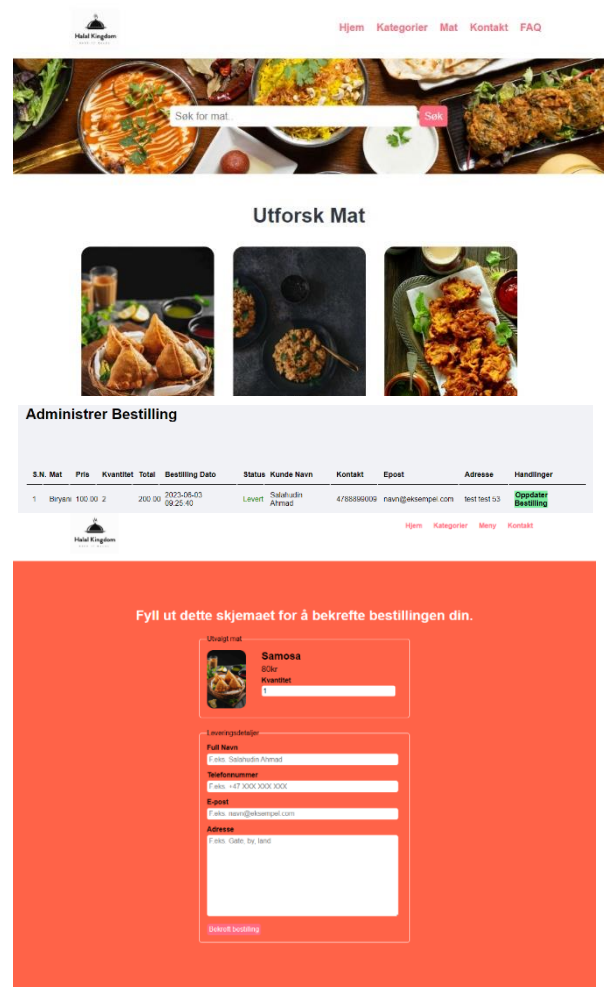 Halal Kingdom
Hjem Kategorier Mat Kontakt FAQ
Søk for mat..
Søk
Utforsk Mat
Administrer Bestilling
S.N. Mat Pris Kvantitet Total Bestilling Dato Status Kunde Navn Kontakt Epost Adresse Handlinger
1 Biryani 100.00 2 200.00 2023-06-03 09:25:40 Levert Salahudin Ahmad 4788899009 navn@eksempel.com test test 53 Oppdater Bestilling
Halal Kingdom
Hjem Kategorier Meny Kontakt
Fyll ut dette skjemaet for å bekrefte bestillingen din.
Utvalgt mat
Samosa
80kr
Kvantitet
1
Leveringsdetaljer
Full Navn
F.eks. Salahudin Ahmad
Telefonnummer
F.eks. +47 XXX XXX XXX
E-post
F.eks. navn@eksempel.com
Adresse
F.eks. Gate, by, land
Bekreft bestilling